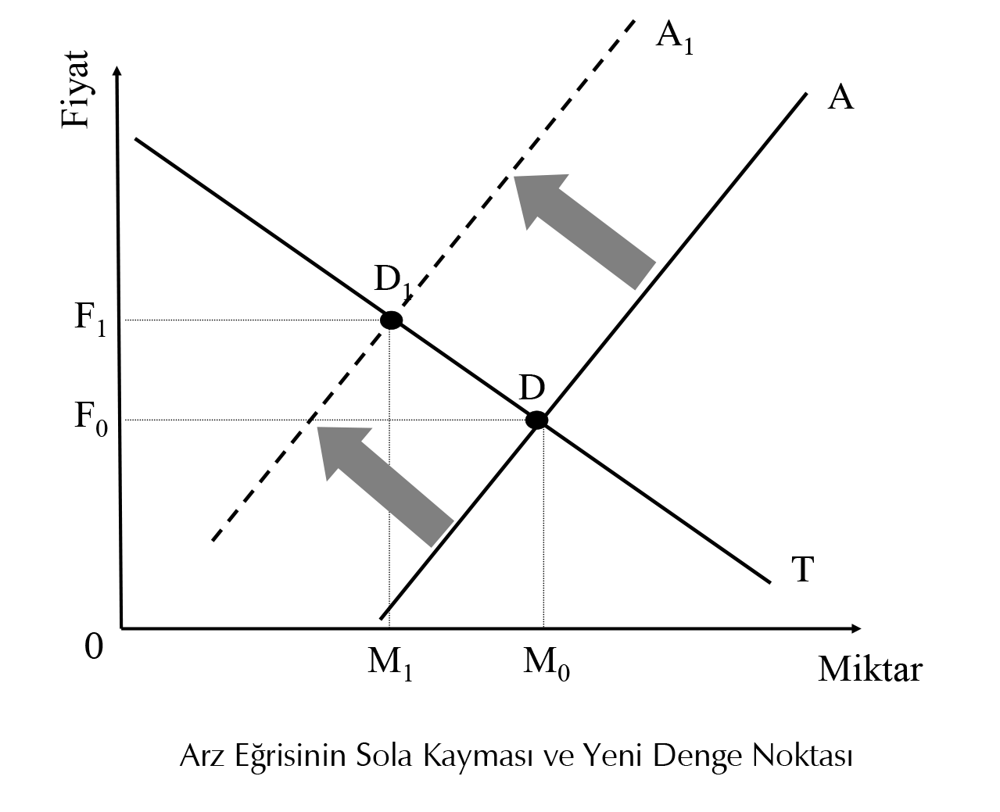 Fiyat
A₁
A
D₁
F₁
D
F₀
T
0
M₁
M₀
Miktar
Arz Eğrisinin Sola Kayması ve Yeni Denge Noktası